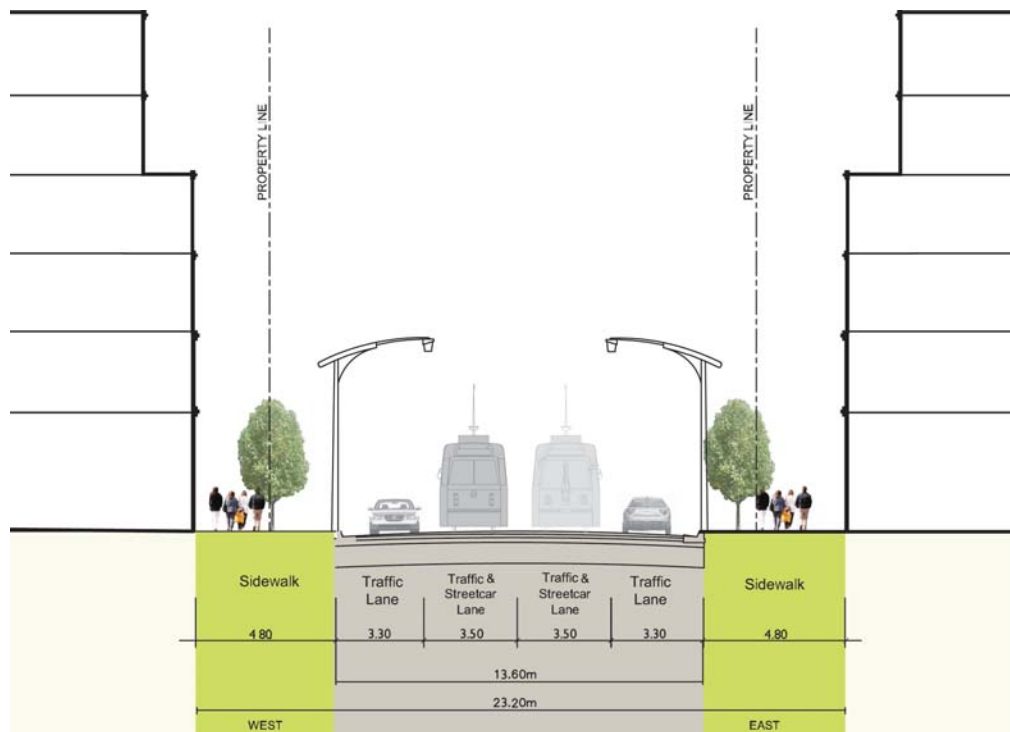 PROPERTY LINE
PROPERTY LINE
Sidewalk
Traffic
Lane
Traffic &
Streetcar
Lane
Traffic &
Streetcar
Lane
Traffic
Lane
Sidewalk
4.80
3.30
3.50
3.50
3.30
4.80
13.60m
23.20m
WEST
EAST